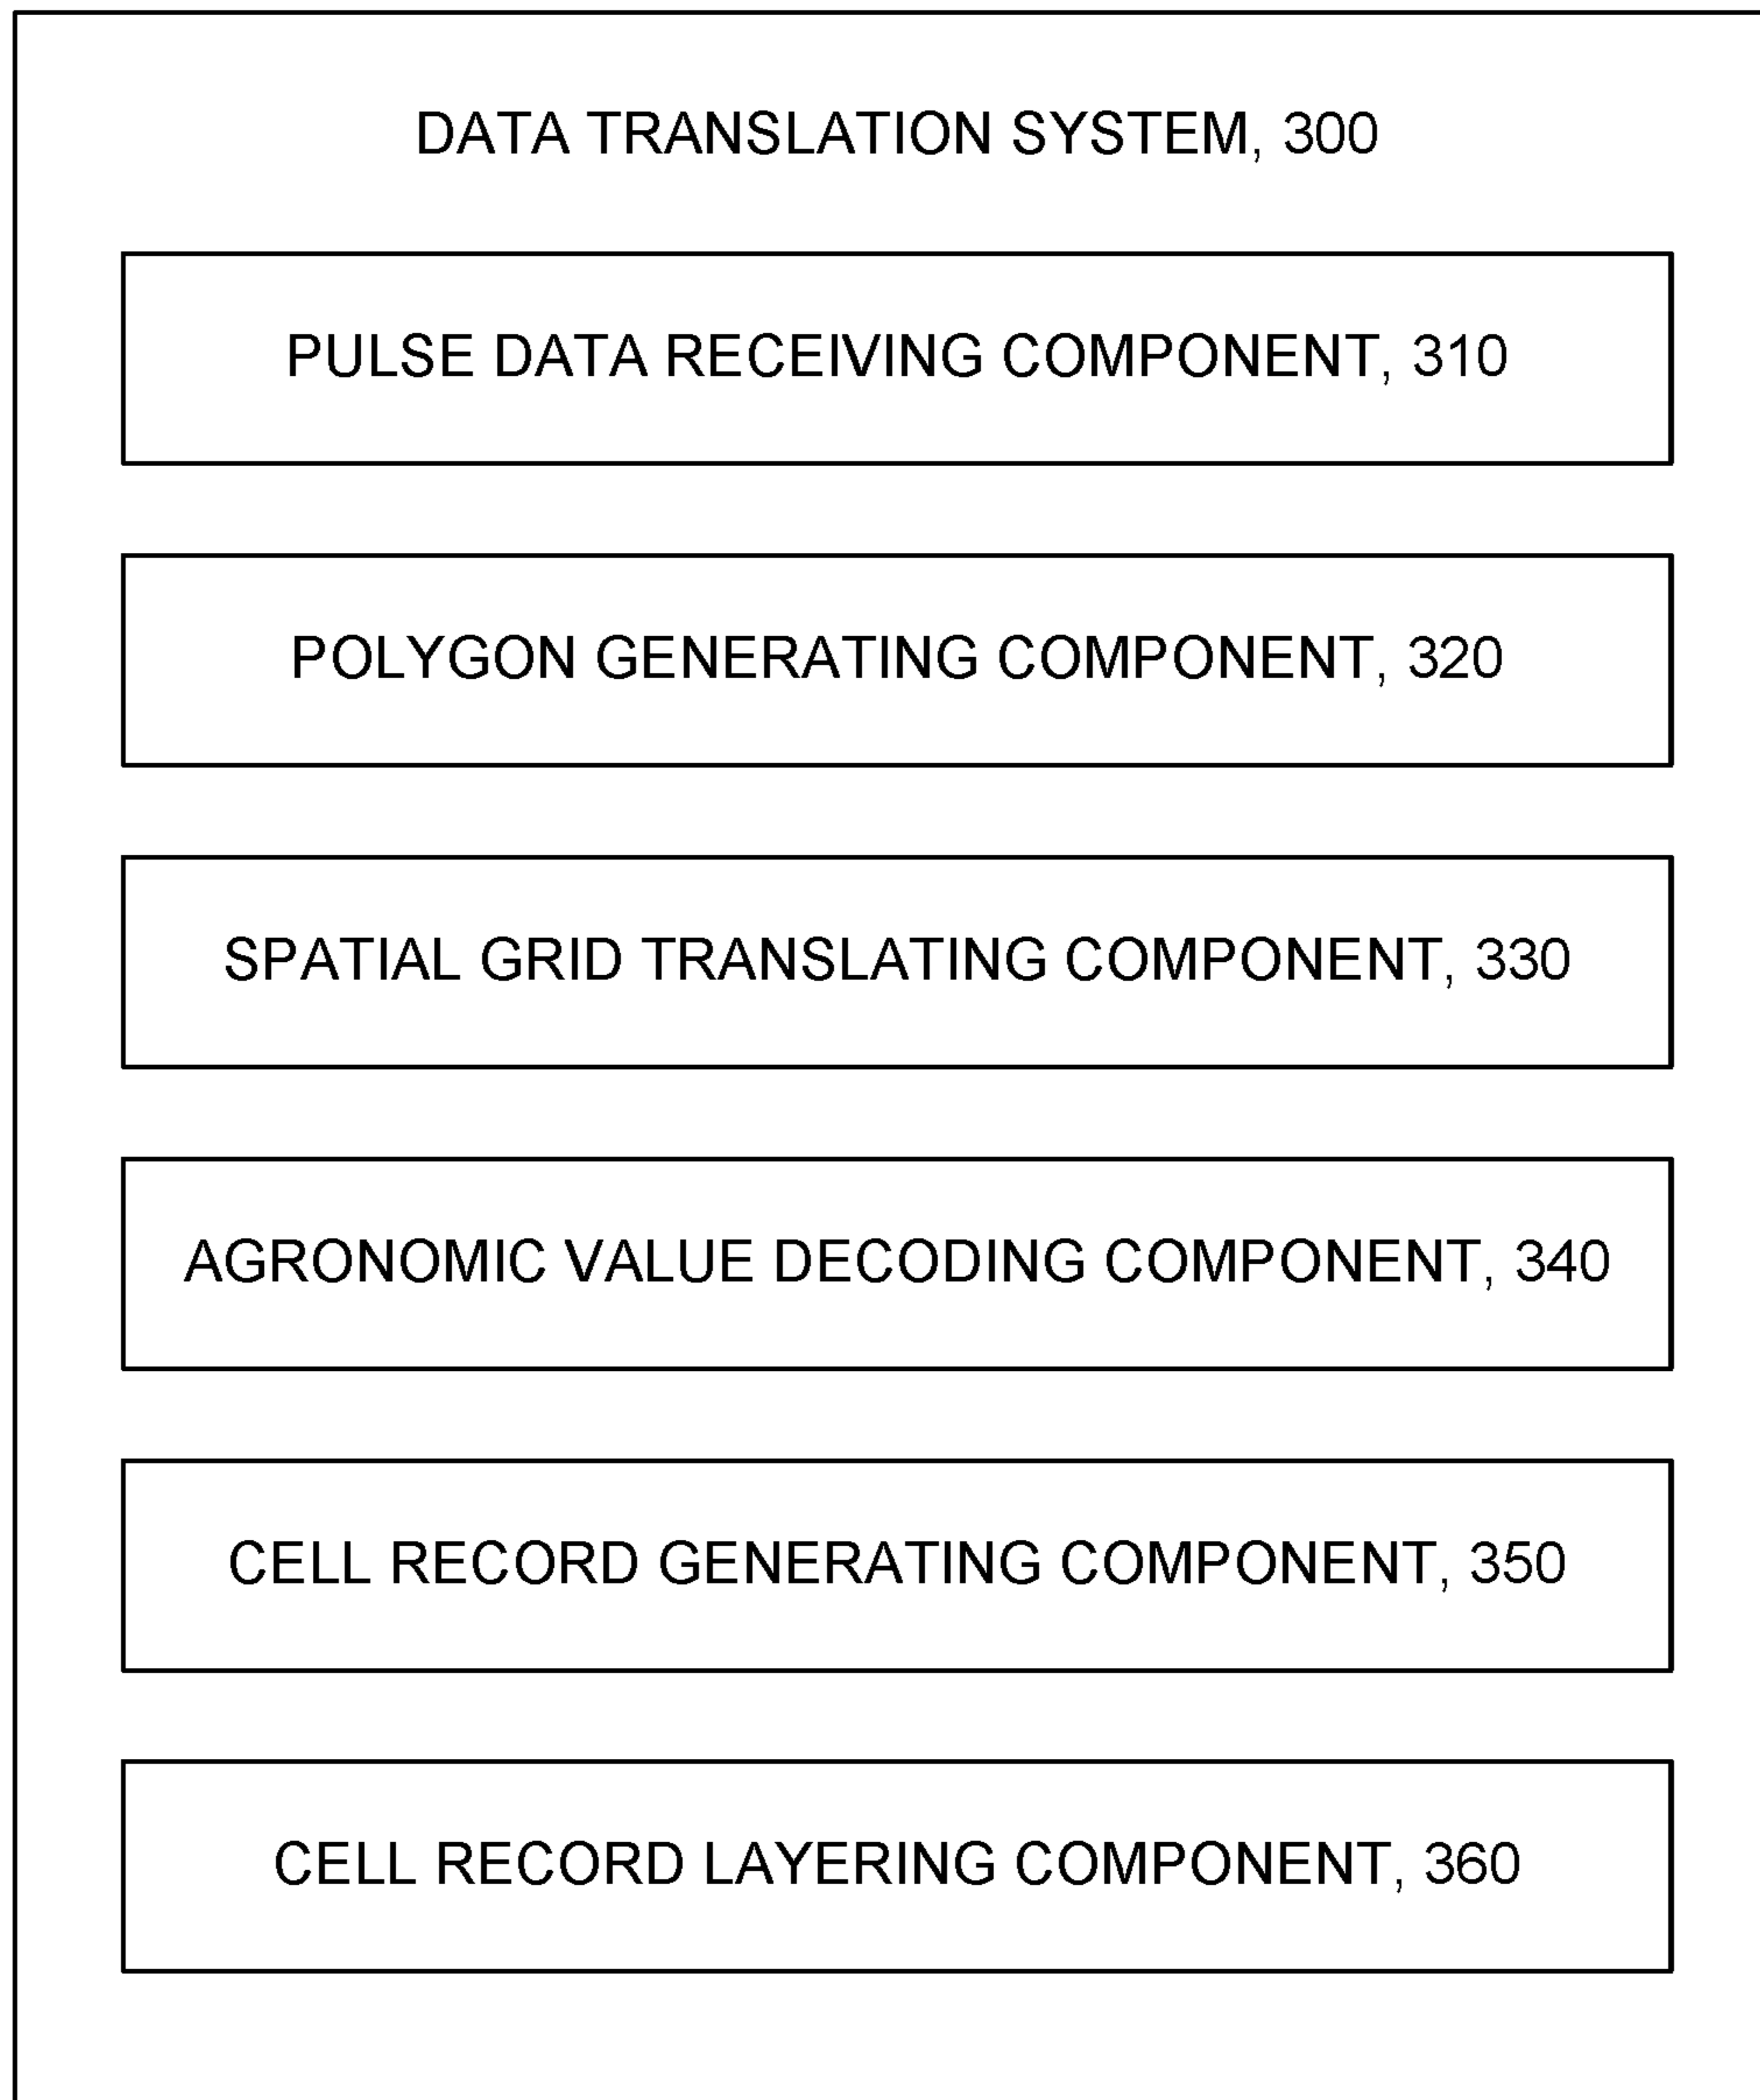 DATA TRANSLATION SYSTEM, 300
PULSE DATA RECEIVING COMPONENT, 310
POLYGON GENERATING COMPONENT, 320
SPATIAL GRID TRANSLATING COMPONENT, 330
AGRONOMIC VALUE DECODING COMPONENT, 340
CELL RECORD GENERATING COMPONENT, 350
CELL RECORD LAYERING COMPONENT, 360